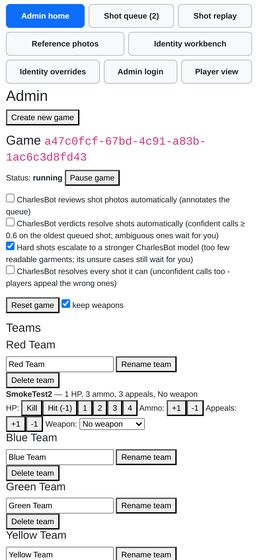 Admin home
Shot queue (2)
Shot replay
Reference photos
Identity workbench
Identity overrides
Admin login
Player view
Admin
Create new game
Game a47c0fcf-67bd-4c91-a83b-
1ac6c3d8fd43
Status: running Pause game
CharlesBot reviews shot photos automatically (annotates the
queue)
CharlesBot verdicts resolve shots automatically (confident calls ≥
0.6 on the oldest queued shot; ambiguous ones wait for you)
Hard shots escalate to a stronger CharlesBot model (too few
readable garments; its unsure cases still wait for you)
CharlesBot resolves every shot it can (unconfident calls too -
players appeal the wrong ones)
Reset game keep weapons
Teams
Red Team
Red Team Rename team
Delete team
SmokeTest2 — 1 HP, 3 ammo, 3 appeals, No weapon
HP: Kill Hit (-1) 1 2 3 4 Ammo: +1 -1 Appeals:
+1 -1 Weapon: No weapon
Blue Team
Blue Team Rename team
Delete team
Green Team
Green Team Rename team
Delete team
Yellow Team
Yellow Team Rename team